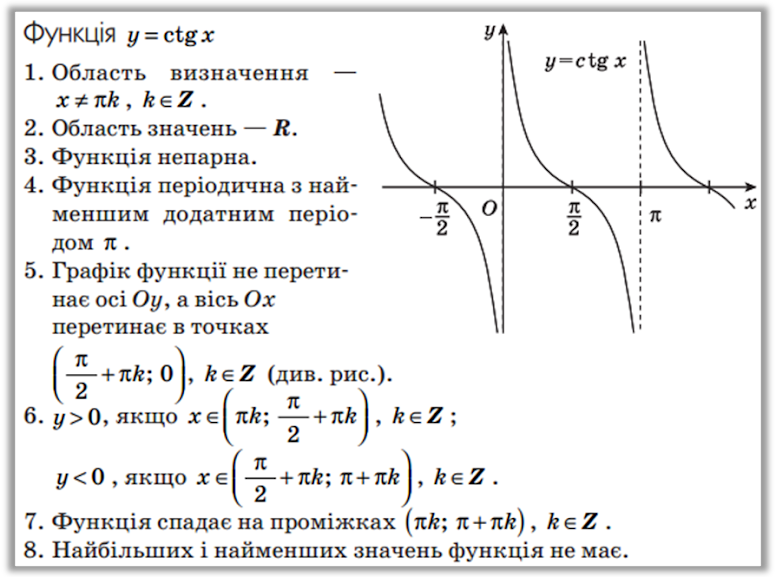 Функція y = ctg x
1. Область визначення —
x ≠ πk , k ∈ Z .
2. Область значень — R.
3. Функція непарна.
4. Функція періодична з най-
меншим додатним періо-
дом π .
5. Графік функції не перети-
нає осі Oy, а вісь Ox
перетинає в точках
(π/2 + πk; 0), k ∈ Z (див. рис.).
6. y > 0, якщо x ∈ (πk; π/2 + πk), k ∈ Z ;
y < 0 , якщо x ∈ (π/2 + πk; π + πk), k ∈ Z .
7. Функція спадає на проміжках (πk; π + πk) , k ∈ Z .
8. Найбільших і найменших значень функція не має.
y
y=ctg x
−π/2
O
π/2
π
x